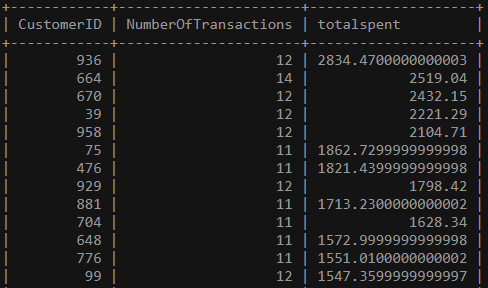 +------------+----------------------+--------------------+
| CustomerID | NumberOfTransactions | totalspent         |
+------------+----------------------+--------------------+
|        936 |                   12 | 2834.4700000000003 |
|        664 |                   14 |            2519.04 |
|        670 |                   12 |            2432.15 |
|         39 |                   12 |            2221.29 |
|        958 |                   12 |            2104.71 |
|         75 |                   11 | 1862.7299999999998 |
|        476 |                   11 | 1821.4399999999998 |
|        929 |                   12 |            1798.42 |
|        881 |                   11 | 1713.2300000000002 |
|        704 |                   11 |            1628.34 |
|        648 |                   11 | 1572.9999999999998 |
|        776 |                   11 | 1551.0100000000002 |
|         99 |                   12 | 1547.3599999999997 |